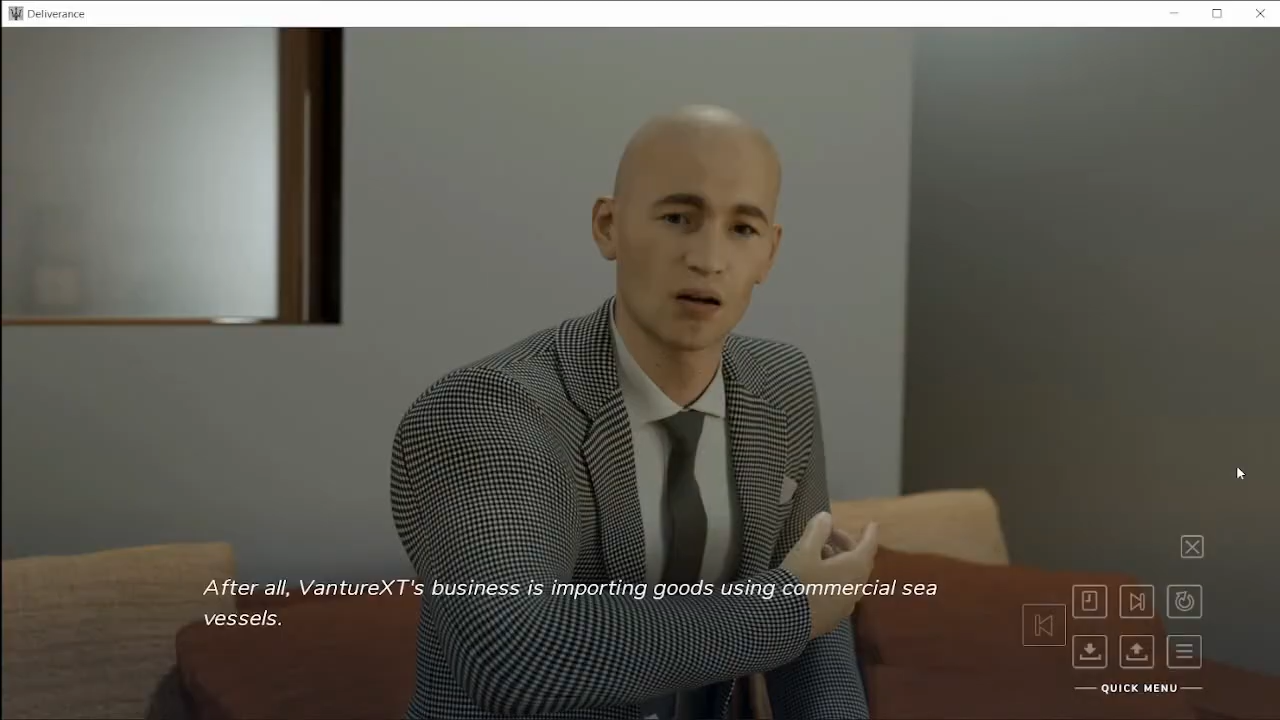 Deliverance
After all, VantureXT's business is importing goods using commercial sea
vessels.
QUICK MENU